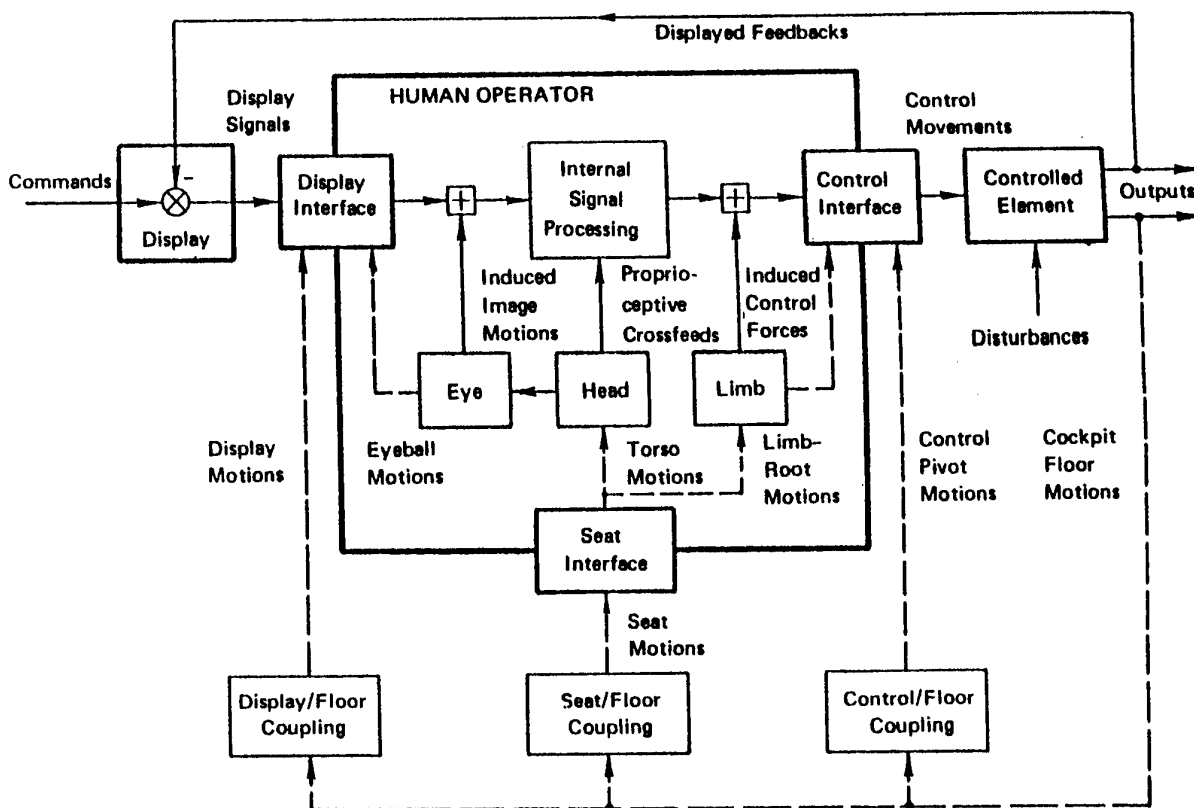 Displayed Feedbacks
HUMAN OPERATOR
Display
Signals
Control
Movements
Commands
-
Display
Display
Interface
+
Internal
Signal
Processing
+
Control
Interface
Controlled
Element
Outputs
Induced
Image
Motions
Proprio-
ceptive
Crossfeeds
Induced
Control
Forces
Disturbances
Eye
Head
Limb
Display
Motions
Eyeball
Motions
Torso
Motions
Limb-
Root
Motions
Control
Pivot
Motions
Cockpit
Floor
Motions
Seat
Interface
Seat
Motions
Display/Floor
Coupling
Seat/Floor
Coupling
Control/Floor
Coupling